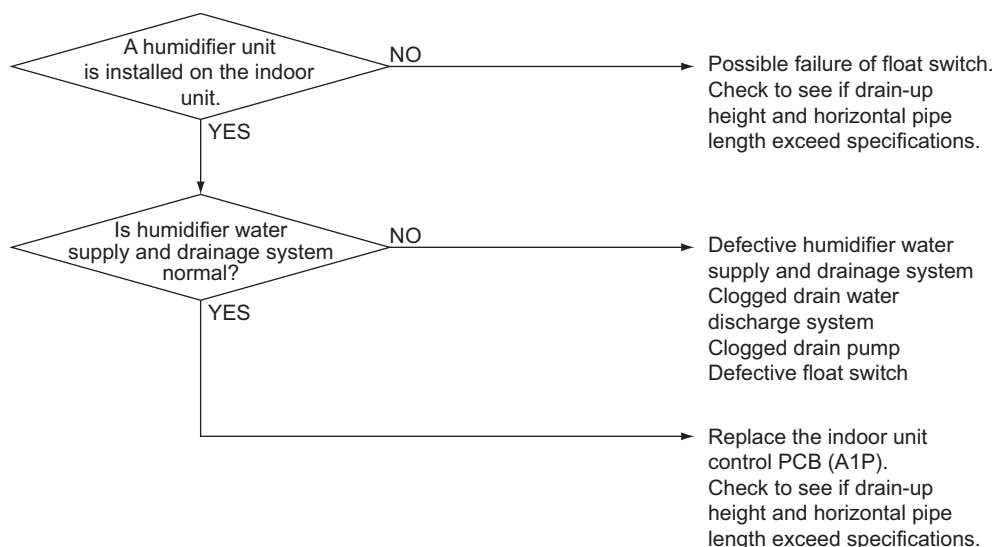 A humidifier unit
is installed on the indoor
unit.
NO
Possible failure of float switch.
Check to see if drain-up
height and horizontal pipe
length exceed specifications.
YES
Is humidifier water
supply and drainage system
normal?
NO
Defective humidifier water
supply and drainage system
Clogged drain water
discharge system
Clogged drain pump
Defective float switch
YES
Replace the indoor unit
control PCB (A1P).
Check to see if drain-up
height and horizontal pipe
length exceed specifications.